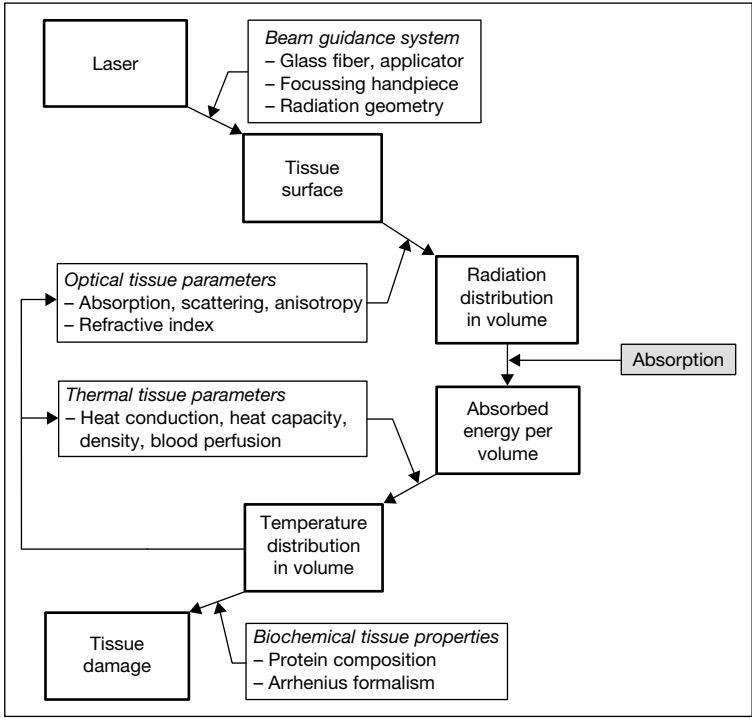 Laser
Beam guidance system
– Glass fiber, applicator
– Focussing handpiece
– Radiation geometry
Tissue
surface
Optical tissue parameters
– Absorption, scattering, anisotropy
– Refractive index
Radiation
distribution
in volume
Absorption
Thermal tissue parameters
– Heat conduction, heat capacity,
density, blood perfusion
Absorbed
energy per
volume
Temperature
distribution
in volume
Tissue
damage
Biochemical tissue properties
– Protein composition
– Arrhenius formalism